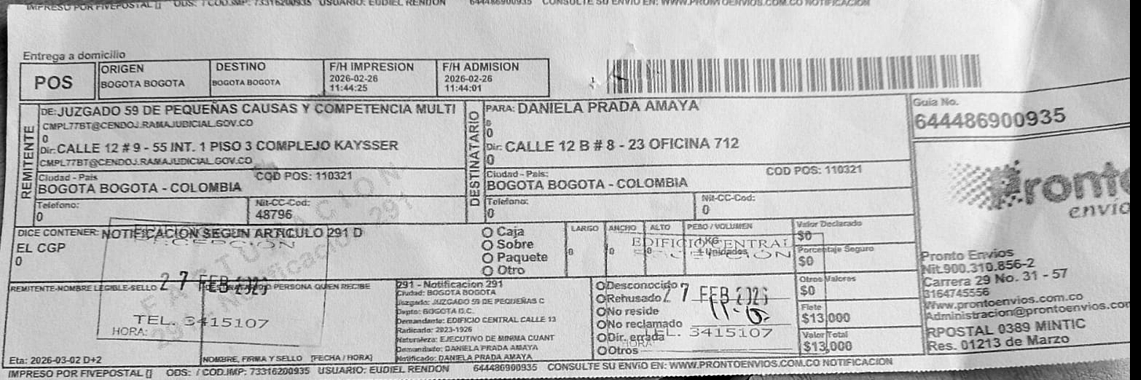 IMPRESO POR FIVEPOSTAL [] ODS: / COD.IMP: 73316200935 USUARIO: EUDIEL RENDON 644486900935 CONSULTE SU ENVIO EN: WWW.PRONTOENVIOS.COM.CO NOTIFICACION
Entrega a domicilio
POS
ORIGEN
BOGOTA BOGOTA
DESTINO
BOGOTA BOGOTA
F/H IMPRESION
2026-02-26
11:44:25
F/H ADMISION
2026-02-26
11:44:01
REMITENTE
DE: JUZGADO 59 DE PEQUEÑAS CAUSAS Y COMPETENCIA MULTI
CMPL77BT@CENDOJ.RAMAJUDICIAL.GOV.CO
0
Dir: CALLE 12 # 9 - 55 INT. 1 PISO 3 COMPLEJO KAYSSER
CMPL77BT@CENDOJ.RAMAJUDICIAL.GOV.CO
Ciudad - Pais COD POS: 110321
BOGOTA BOGOTA - COLOMBIA
Telefono:
0
Nit-CC-Cod:
48796
DESTINATARIO
PARA: DANIELA PRADA AMAYA
0
0
Dir: CALLE 12 B # 8 - 23 OFICINA 712
0
Ciudad - Pais: COD POS: 110321
BOGOTA BOGOTA - COLOMBIA
Telefono:
0
Nit-CC-Cod:
0
Guia No.
644486900935
Pronto
envío
DICE CONTENER: NOTIFICACION SEGUN ARTICULO 291 D
EL CGP
0
Caja
Sobre
Paquete
Otro
LARGO
0
ANCHO
0
ALTO
0
PESO / VOLUMEN
EDIFICIO CENTRAL
Valor Declarado
$0
Porcentaje Seguro
$0
Otros Valores
$0
Flete
$13,000
Valor Total
$13,000
Pronto Envios
Nit.900.310.856-2
Carrera 29 No. 31 - 57
3164745556
Www.prontoenvios.com.co
Administracion@prontoenvios.com
RPOSTAL 0389 MINTIC
Res. 01213 de Marzo
REMITENTE-NOMBRE LEGIBLE-SELLO
PERSONA QUIEN RECIBE
27 FEB 2026
TEL. 3415107
HORA:
Eta: 2026-03-02 D+2
NOMBRE, FIRMA Y SELLO [FECHA / HORA]
291 - Notificacion 291
Ciudad: BOGOTA BOGOTA
Juzgado: JUZGADO 59 DE PEQUEÑAS C
Depto: BOGOTA D.C.
Demandante: EDIFICIO CENTRAL CALLE 13
Radicado: 2023-1926
Naturaleza: EJECUTIVO DE MINIMA CUANT
Demandado: DANIELA PRADA AMAYA
Notificado: DANIELA PRADA AMAYA
Desconocido
Rehusado
No reside
No reclamado
Dir. errada
Otros
27 FEB 2026
TEL. 3415107
HORA:
IMPRESO POR FIVEPOSTAL [] ODS: / COD.IMP: 73316200935 USUARIO: EUDIEL RENDON 644486900935 CONSULTE SU ENVIO EN: WWW.PRONTOENVIOS.COM.CO NOTIFICACION